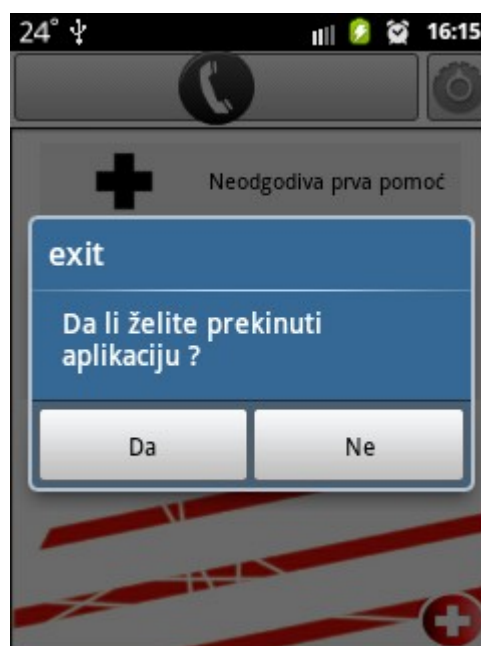 24° 16:15
Neodgodiva prva pomoć
exit
Da li želite prekinuti
aplikaciju ?
Da Ne